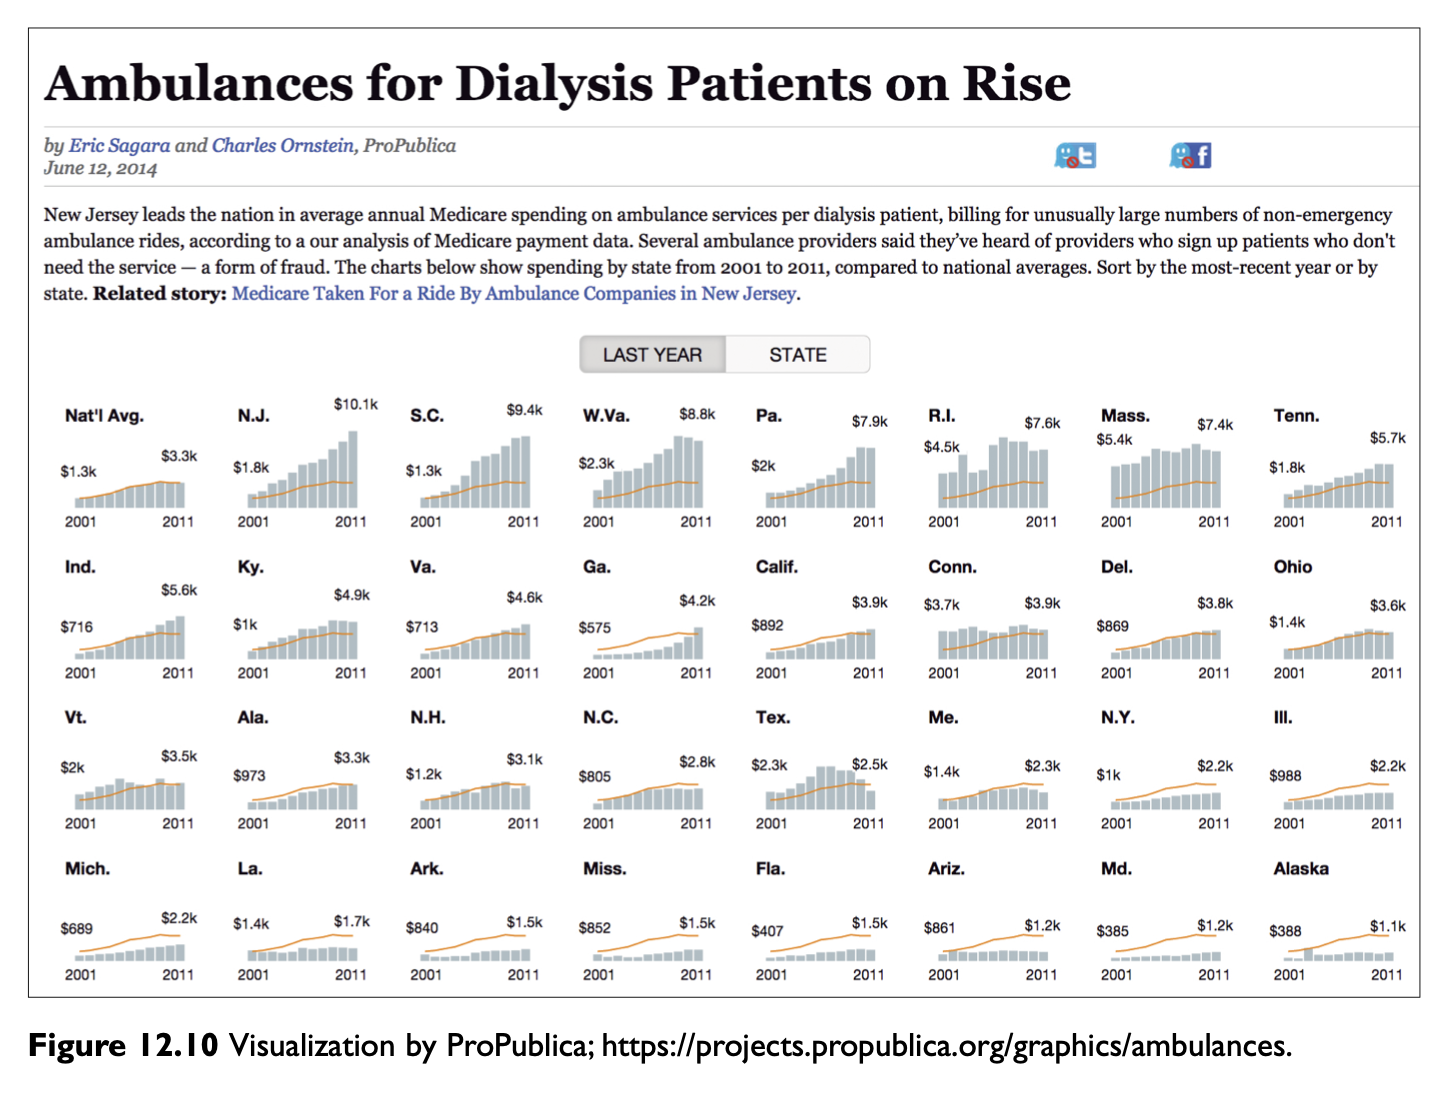 Ambulances for Dialysis Patients on Rise
by Eric Sagara and Charles Ornstein, ProPublica
June 12, 2014
New Jersey leads the nation in average annual Medicare spending on ambulance services per dialysis patient, billing for unusually large numbers of non-emergency
ambulance rides, according to a our analysis of Medicare payment data. Several ambulance providers said they've heard of providers who sign up patients who don't
need the service — a form of fraud. The charts below show spending by state from 2001 to 2011, compared to national averages. Sort by the most-recent year or by
state. Related story: Medicare Taken For a Ride By Ambulance Companies in New Jersey.
LAST YEAR STATE
Nat'l Avg. N.J. S.C. W.Va. Pa. R.I. Mass. Tenn.
$1.3k $3.3k $1.8k $10.1k $1.3k $9.4k $2.3k $8.8k $2k $7.9k $4.5k $7.6k $5.4k $7.4k $1.8k $5.7k
2001 2011 2001 2011 2001 2011 2001 2011 2001 2011 2001 2011 2001 2011 2001 2011
Ind. Ky. Va. Ga. Calif. Conn. Del. Ohio
$716 $5.6k $1k $4.9k $713 $4.6k $575 $4.2k $892 $3.9k $3.7k $3.9k $869 $3.8k $1.4k $3.6k
2001 2011 2001 2011 2001 2011 2001 2011 2001 2011 2001 2011 2001 2011 2001 2011
Vt. Ala. N.H. N.C. Tex. Me. N.Y. Ill.
$2k $3.5k $973 $3.3k $1.2k $3.1k $805 $2.8k $2.3k $2.5k $1.4k $2.3k $1k $2.2k $988 $2.2k
2001 2011 2001 2011 2001 2011 2001 2011 2001 2011 2001 2011 2001 2011 2001 2011
Mich. La. Ark. Miss. Fla. Ariz. Md. Alaska
$689 $2.2k $1.4k $1.7k $840 $1.5k $852 $1.5k $407 $1.5k $861 $1.2k $385 $1.2k $388 $1.1k
2001 2011 2001 2011 2001 2011 2001 2011 2001 2011 2001 2011 2001 2011 2001 2011
Figure 12.10 Visualization by ProPublica; https://projects.propublica.org/graphics/ambulances.